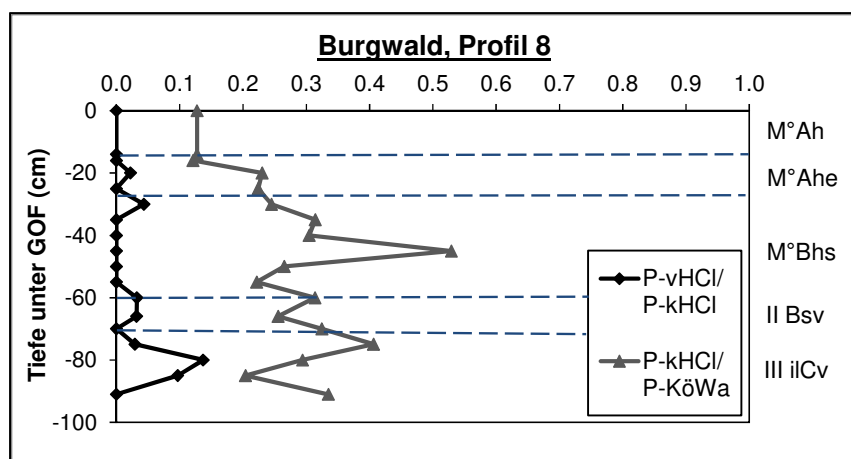 Burgwald, Profil 8
0.0 0.1 0.2 0.3 0.4 0.5 0.6 0.7 0.8 0.9 1.0
Tiefe unter GOF (cm)
0
-20
-40
-60
-80
-100
M°Ah
M°Ahe
M°Bhs
II Bsv
III ilCv
P-vHCl/
P-kHCl
P-kHCl/
P-KöWa